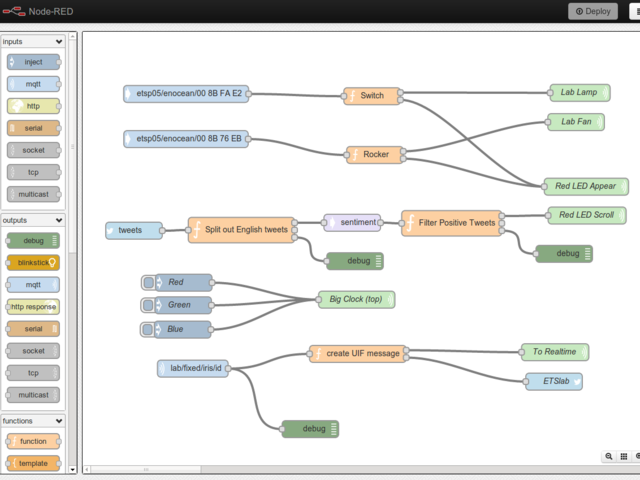 Node-RED
Deploy
inputs
inject
mqtt
http
serial
socket
tcp
multicast
outputs
debug
blinkstick
mqtt
http response
serial
socket
tcp
multicast
functions
function
template
etsp05/enocean/00 8B FA E2
Switch
Lab Lamp
Lab Fan
etsp05/enocean/00 8B 76 EB
Rocker
Red LED Appear
tweets
Split out English tweets
sentiment
Filter Positive Tweets
Red LED Scroll
debug
debug
Red
Green
Blue
Big Clock (top)
lab/fixed/iris/id
create UIF message
To Realtime
ETSlab
debug